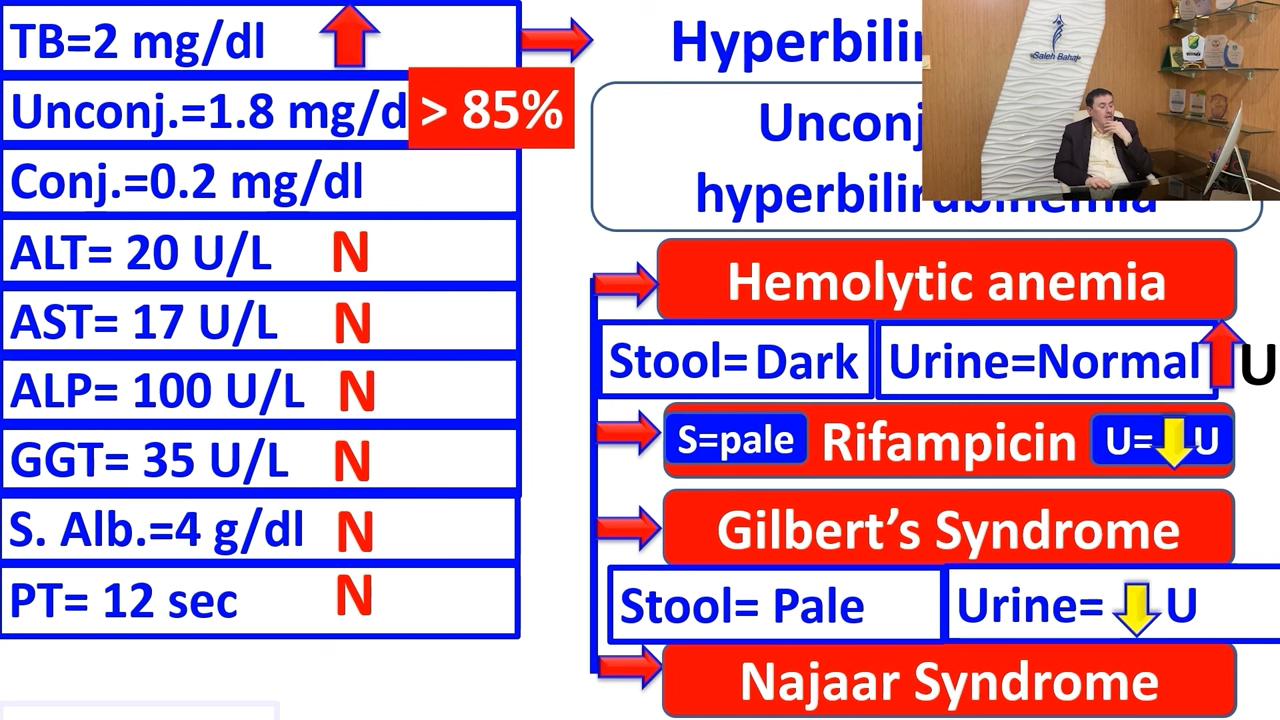 TB=2 mg/dl
Unconj.=1.8 mg/d > 85%
Conj.=0.2 mg/dl
ALT= 20 U/L N
AST= 17 U/L N
ALP= 100 U/L N
GGT= 35 U/L N
S. Alb.=4 g/dl N
PT= 12 sec N
Hyperbilir
Unconj
hyperbilirubinemia
Saleh Bahaj
Hemolytic anemia
Stool= Dark Urine=Normal U
S=pale Rifampicin U= U
Gilbert’s Syndrome
Stool= Pale Urine= U
Najaar Syndrome